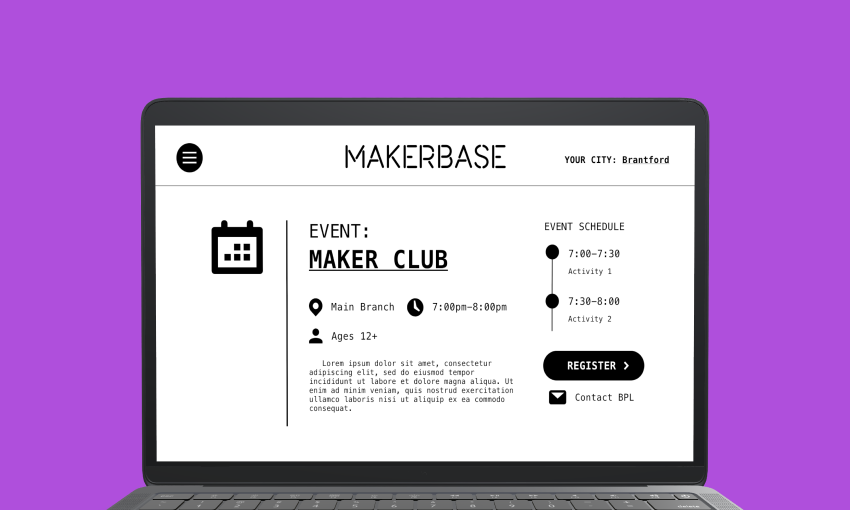 MAKERBASE
YOUR CITY: Brantford
EVENT:
MAKER CLUB
Main Branch
7:00pm–8:00pm
Ages 12+
Lorem ipsum dolor sit amet, consectetur
adipiscing elit, sed do eiusmod tempor
incididunt ut labore et dolore magna aliqua. Ut
enim ad minim veniam, quis nostrud exercitation
ullamco laboris nisi ut aliquip ex ea commodo
consequat.
EVENT SCHEDULE
7:00–7:30
Activity 1
7:30–8:00
Activity 2
REGISTER
Contact BPL